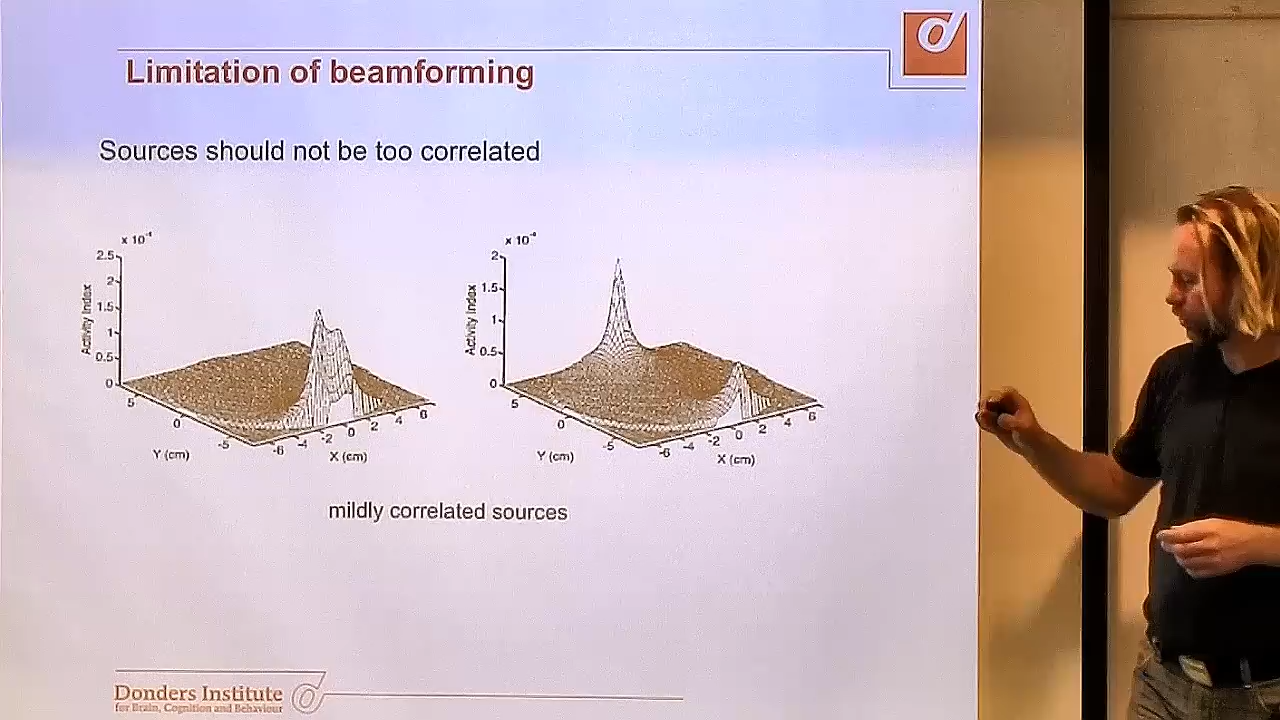 Limitation of beamforming
Sources should not be too correlated
x 10⁻⁴
2.5
2
1.5
1
0.5
0
Activity Index
5
0
-5
Y (cm)
-6
-4
-2
0
2
4
6
X (cm)
x 10⁻⁴
2
1.5
1
0.5
0
Activity Index
5
0
-5
Y (cm)
-6
-4
-2
0
2
4
6
X (cm)
mildly correlated sources
Donders Institute
for Brain, Cognition and Behaviour